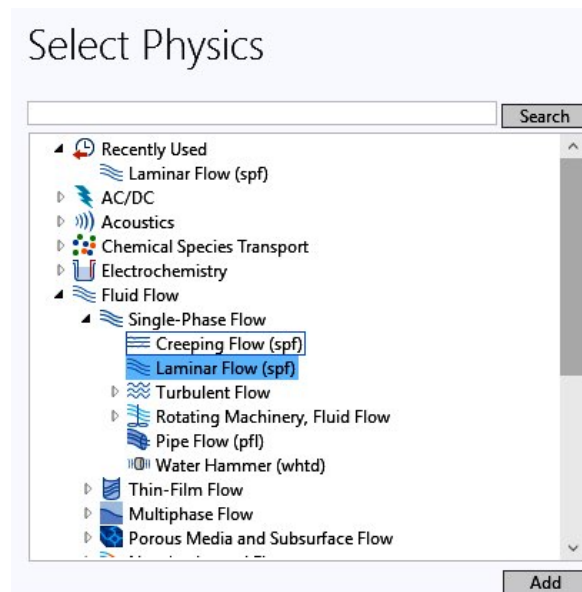 Select Physics
Search
Recently Used
Laminar Flow (spf)
AC/DC
Acoustics
Chemical Species Transport
Electrochemistry
Fluid Flow
Single-Phase Flow
Creeping Flow (spf)
Laminar Flow (spf)
Turbulent Flow
Rotating Machinery, Fluid Flow
Pipe Flow (pfl)
Water Hammer (whtd)
Thin-Film Flow
Multiphase Flow
Porous Media and Subsurface Flow
Add